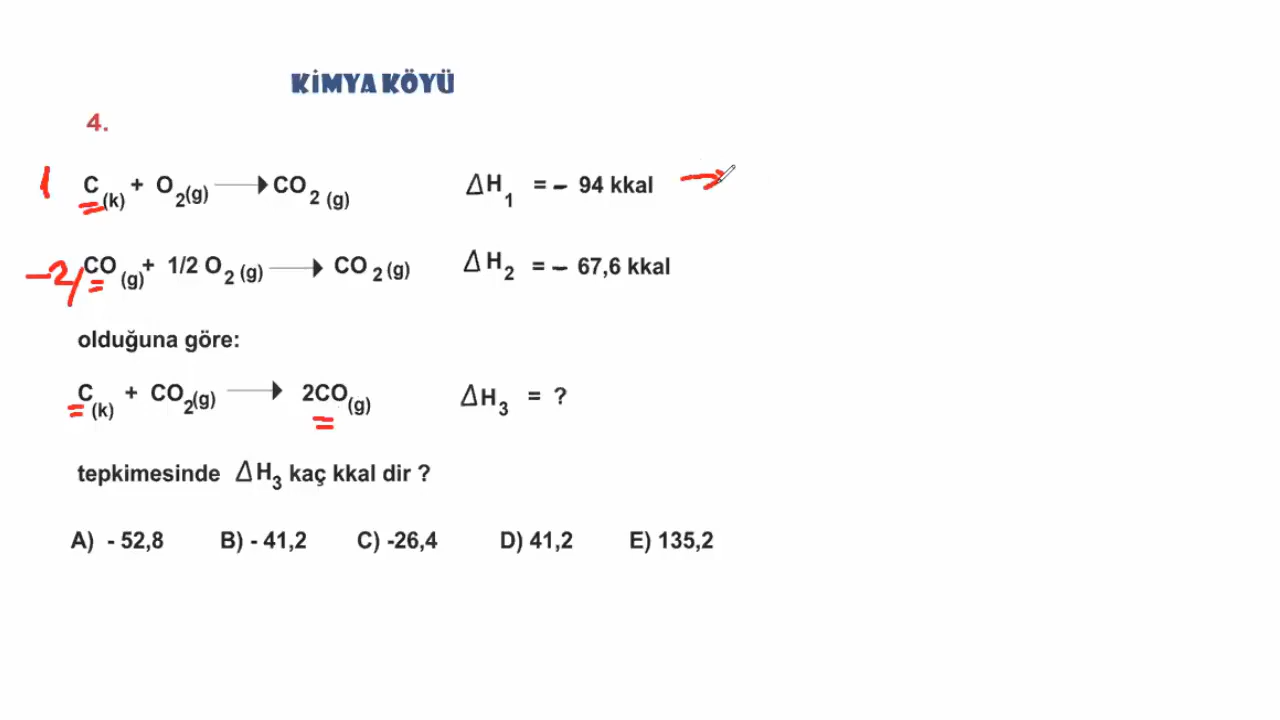 KİMYA KÖYÜ
4.
1 C(k) + O2(g) → CO2 (g) ΔH1 = – 94 kkal →
-2/ CO(g) + 1/2 O2 (g) → CO2 (g) ΔH2 = – 67,6 kkal
olduğuna göre:
C(k) + CO2(g) → 2CO(g) ΔH3 = ?
tepkimesinde ΔH3 kaç kkal dir ?
A) - 52,8 B) - 41,2 C) -26,4 D) 41,2 E) 135,2